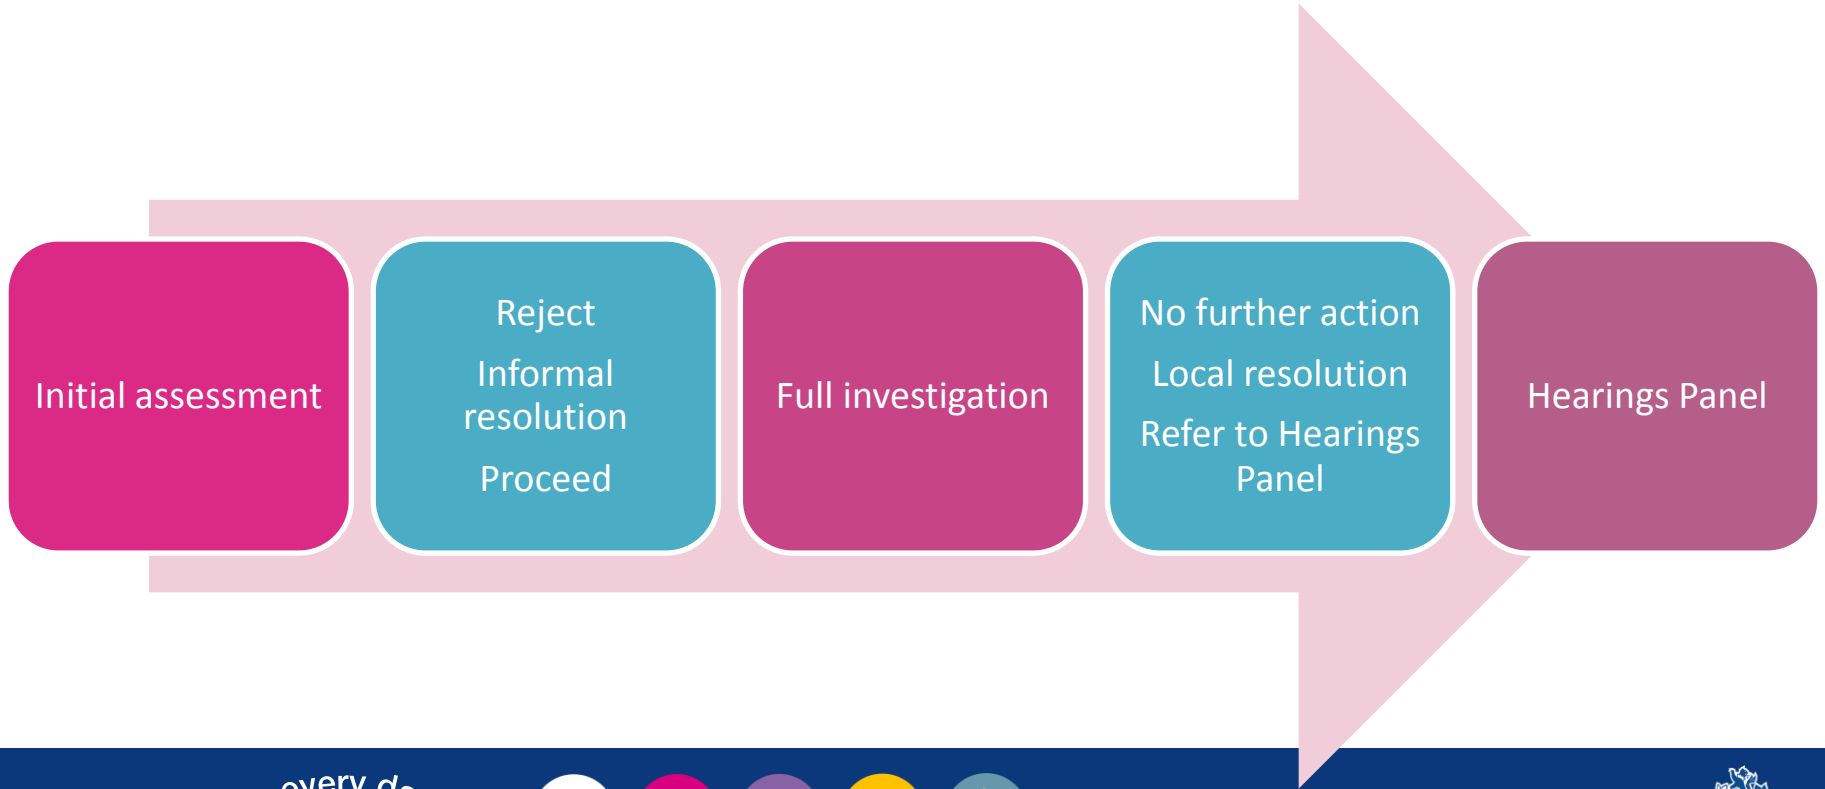 Initial assessment
Reject
Informal
resolution
Proceed
Full investigation
No further action
Local resolution
Refer to Hearings
Panel
Hearings Panel
every